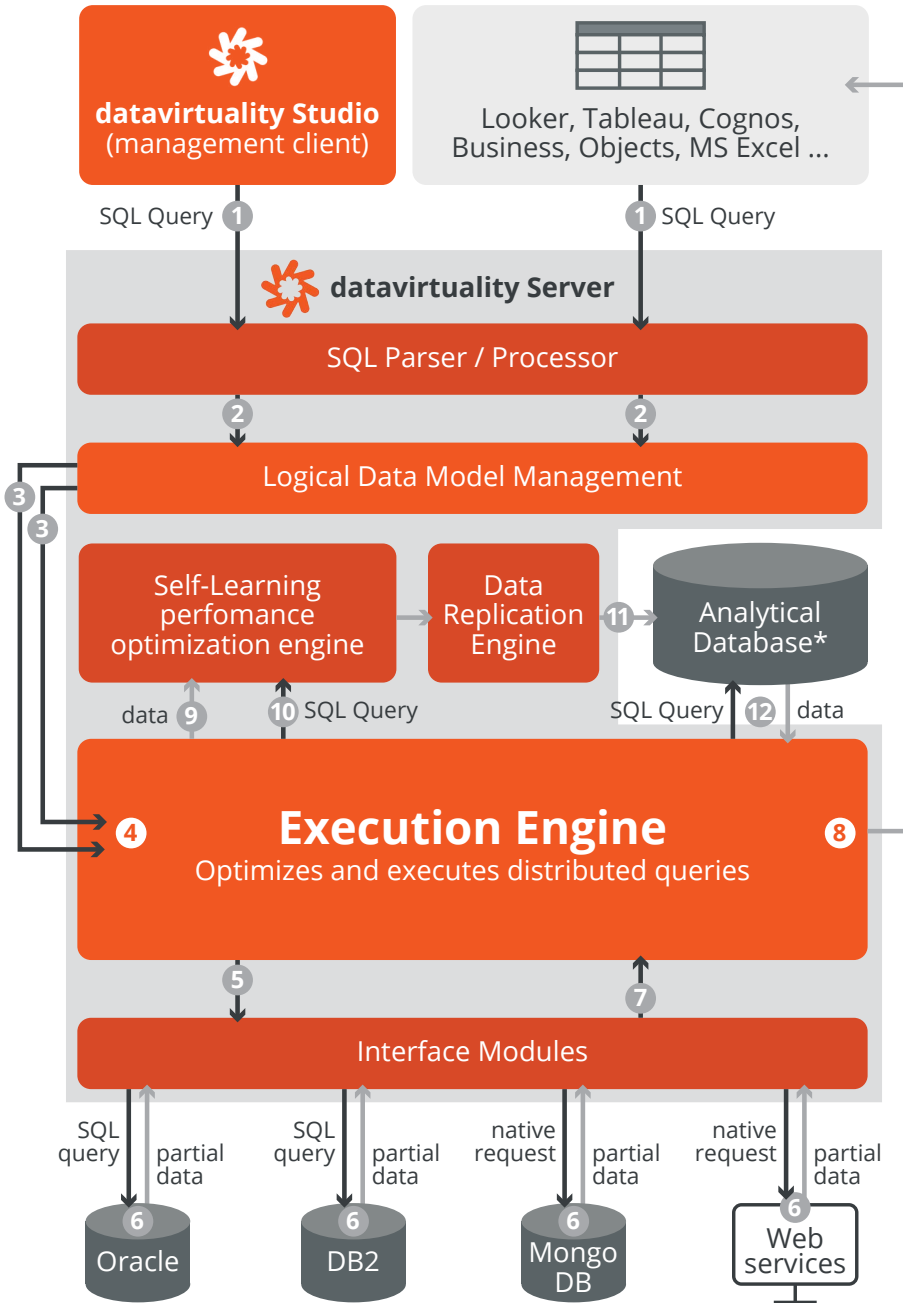 datavirtuality Studio
(management client)
Looker, Tableau, Cognos,
Business, Objects, MS Excel ...
SQL Query 1
1 SQL Query
datavirtuality Server
SQL Parser / Processor
2
2
Logical Data Model Management
3
3
Self-Learning
perfomance
optimization engine
Data
Replication
Engine
11
Analytical
Database*
data 9
10 SQL Query
SQL Query 12 data
4
Execution Engine
8
Optimizes and executes distributed queries
5
7
Interface Modules
SQL
query
partial
data
SQL
query
partial
data
native
request
partial
data
native
request
partial
data
6
Oracle
6
DB2
6
Mongo
DB
6
Web
services